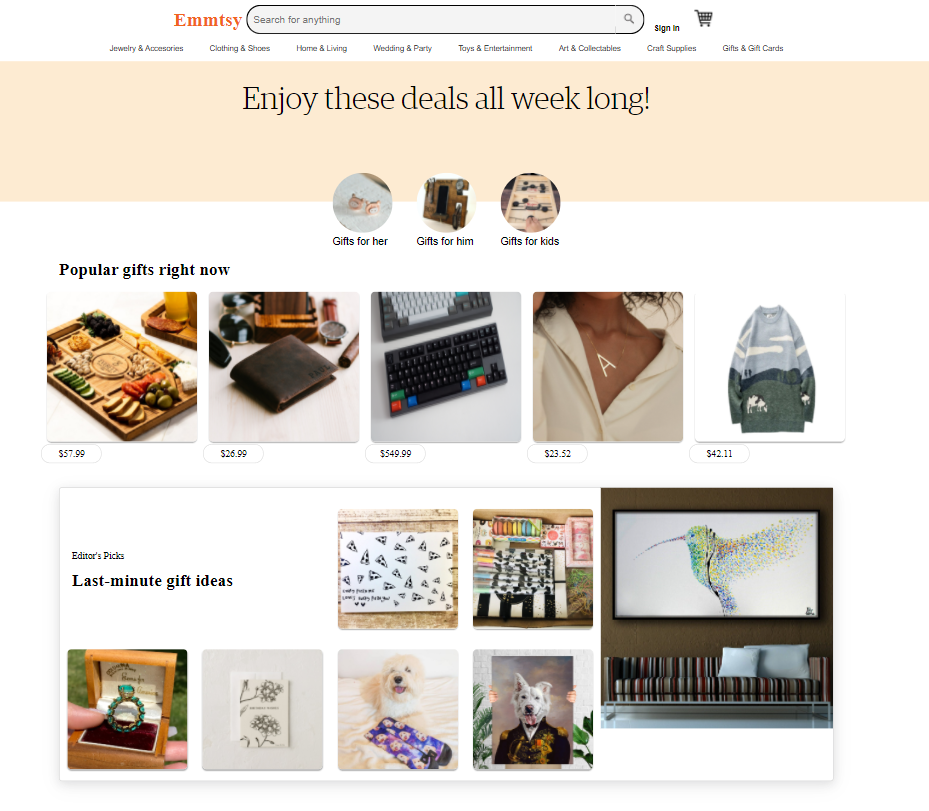 Emmtsy
Search for anything
Sign in
Jewelry & Accesories
Clothing & Shoes
Home & Living
Wedding & Party
Toys & Entertainment
Art & Collectables
Craft Supplies
Gifts & Gift Cards
Enjoy these deals all week long!
Gifts for her
Gifts for him
Gifts for kids
Popular gifts right now
A
$57.99
$26.99
$549.99
$23.52
$42.11
Editor's Picks
Last-minute gift ideas